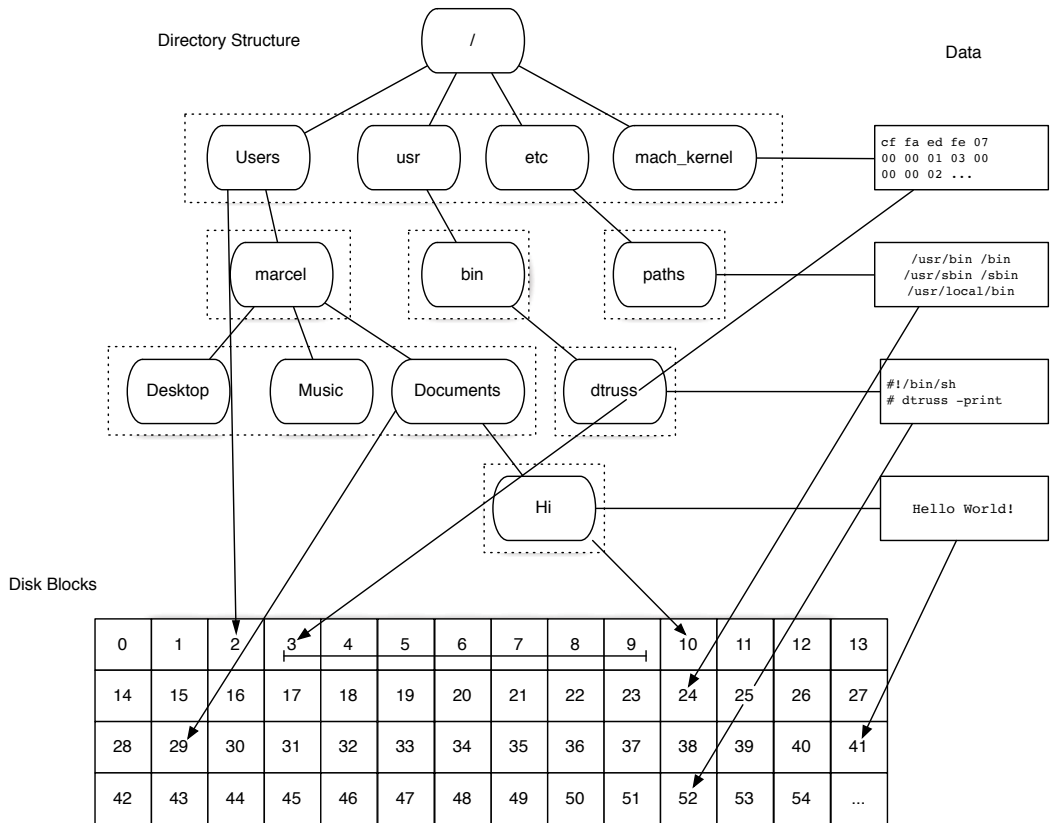 Directory Structure
/
Data
Users
usr
etc
mach_kernel
cf fa ed fe 07
00 00 01 03 00
00 00 02 ...
marcel
bin
paths
/usr/bin /bin
/usr/sbin /sbin
/usr/local/bin
Desktop
Music
Documents
dtruss
#!/bin/sh
# dtruss -print
Hi
Hello World!
Disk Blocks
0 1 2 3 4 5 6 7 8 9 10 11 12 13
14 15 16 17 18 19 20 21 22 23 24 25 26 27
28 29 30 31 32 33 34 35 36 37 38 39 40 41
42 43 44 45 46 47 48 49 50 51 52 53 54 ...